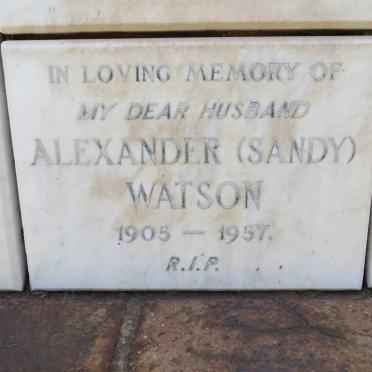 IN LOVING MEMORY OF
MY DEAR HUSBAND
ALEXANDER (SANDY)
WATSON
1905 — 1957.
R.I.P.